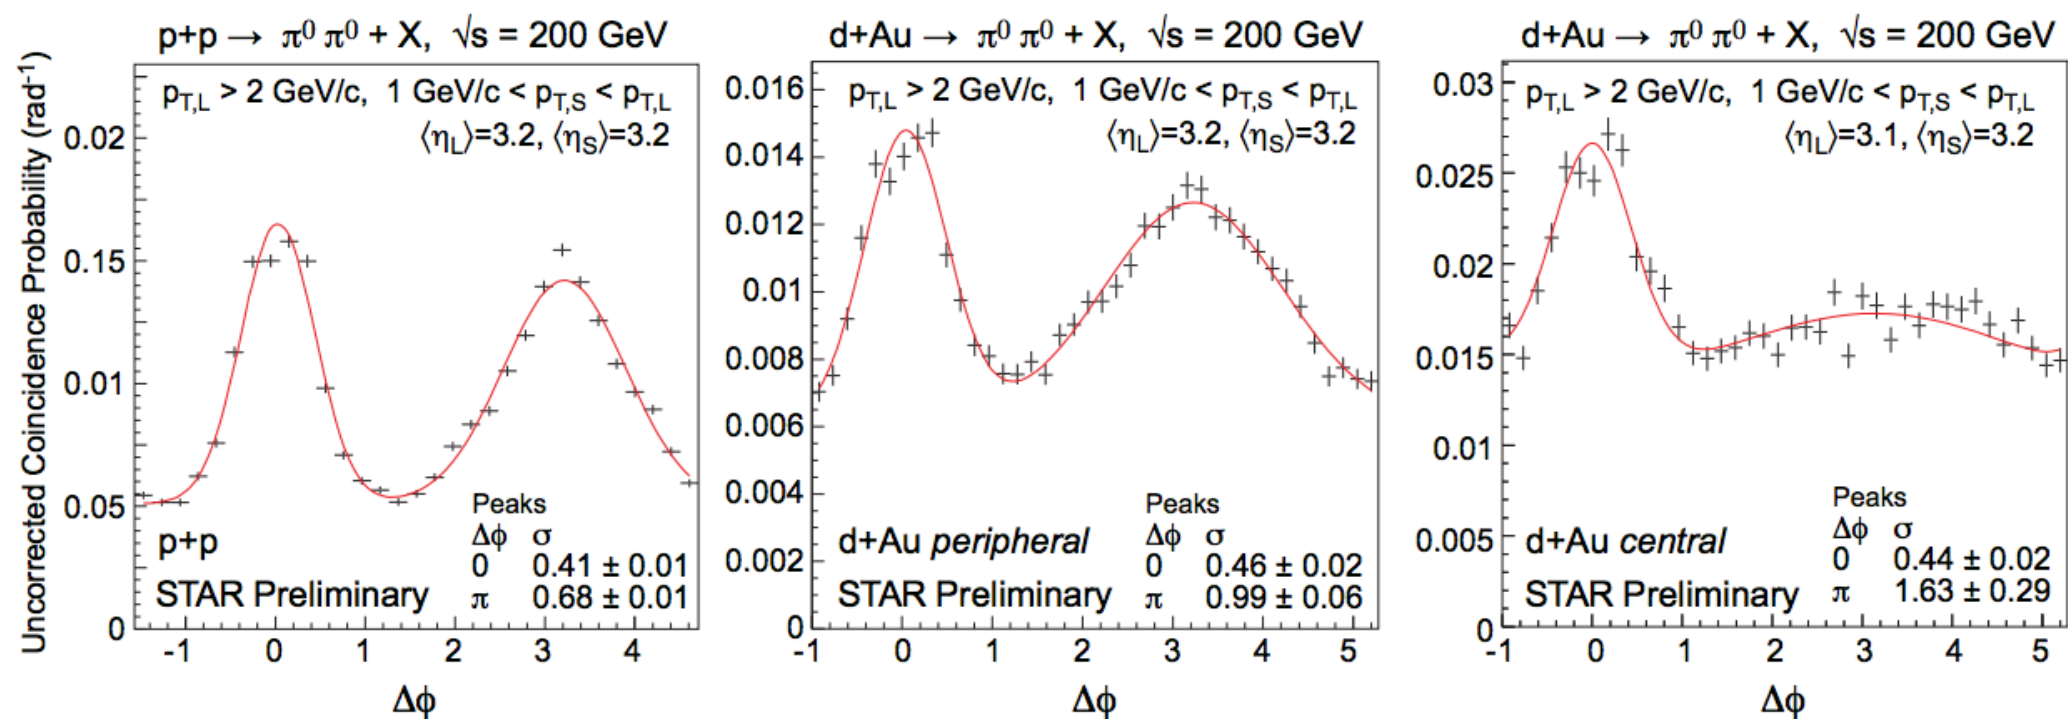 p+p → π⁰ π⁰ + X, √s = 200 GeV
Uncorrected Coincidence Probability (rad⁻¹)
p_T,L > 2 GeV/c, 1 GeV/c < p_T,S < p_T,L
⟨η_L⟩=3.2, ⟨η_S⟩=3.2
0.02
0.15
0.01
0.05
0
Peaks
Δϕ σ
0 0.41 ± 0.01
π 0.68 ± 0.01
p+p
STAR Preliminary
-1 0 1 2 3 4
Δϕ
d+Au → π⁰ π⁰ + X, √s = 200 GeV
p_T,L > 2 GeV/c, 1 GeV/c < p_T,S < p_T,L
⟨η_L⟩=3.2, ⟨η_S⟩=3.2
0.016
0.014
0.012
0.01
0.008
0.006
0.004
0.002
0
Peaks
Δϕ σ
0 0.46 ± 0.02
π 0.99 ± 0.06
d+Au peripheral
STAR Preliminary
-1 0 1 2 3 4 5
Δϕ
d+Au → π⁰ π⁰ + X, √s = 200 GeV
p_T,L > 2 GeV/c, 1 GeV/c < p_T,S < p_T,L
⟨η_L⟩=3.1, ⟨η_S⟩=3.2
0.03
0.025
0.02
0.015
0.01
0.005
0
Peaks
Δϕ σ
0 0.44 ± 0.02
π 1.63 ± 0.29
d+Au central
STAR Preliminary
-1 0 1 2 3 4 5
Δϕ